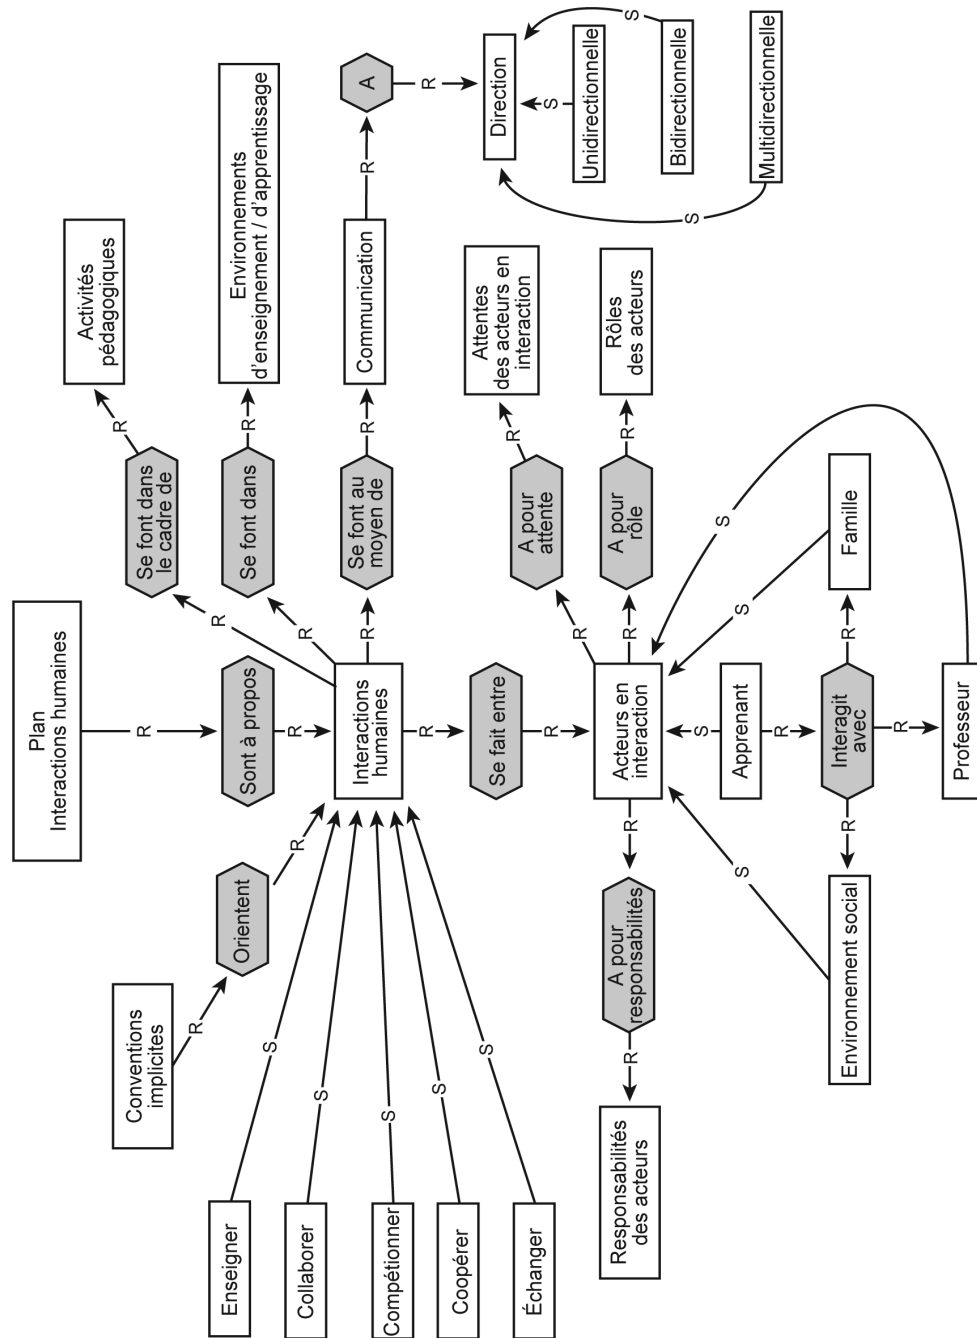 Plan
Interactions humaines
R
Sont à propos
R
Conventions
implicites
R
Orientent
R
Interactions
humaines
R
Se font dans
le cadre de
R
Activités
pédagogiques
R
Se font dans
R
Environnements
d'enseignement / d'apprentissage
R
Se font au
moyen de
R
Communication
R
A
R
Direction
S
Unidirectionnelle
S
Bidirectionnelle
S
Multidirectionnelle
Enseigner
S
Collaborer
S
Compétionner
S
Coopérer
S
Échanger
S
R
Se fait entre
R
Acteurs en
interaction
R
A pour
attente
R
Attentes
des acteurs en
interaction
R
A pour
rôle
R
Rôles
des acteurs
R
A pour
responsabilités
R
Responsabilités
des acteurs
S
Apprenant
R
Interagit
avec
R
Famille
S
R
Environnement social
S
R
Professeur
S